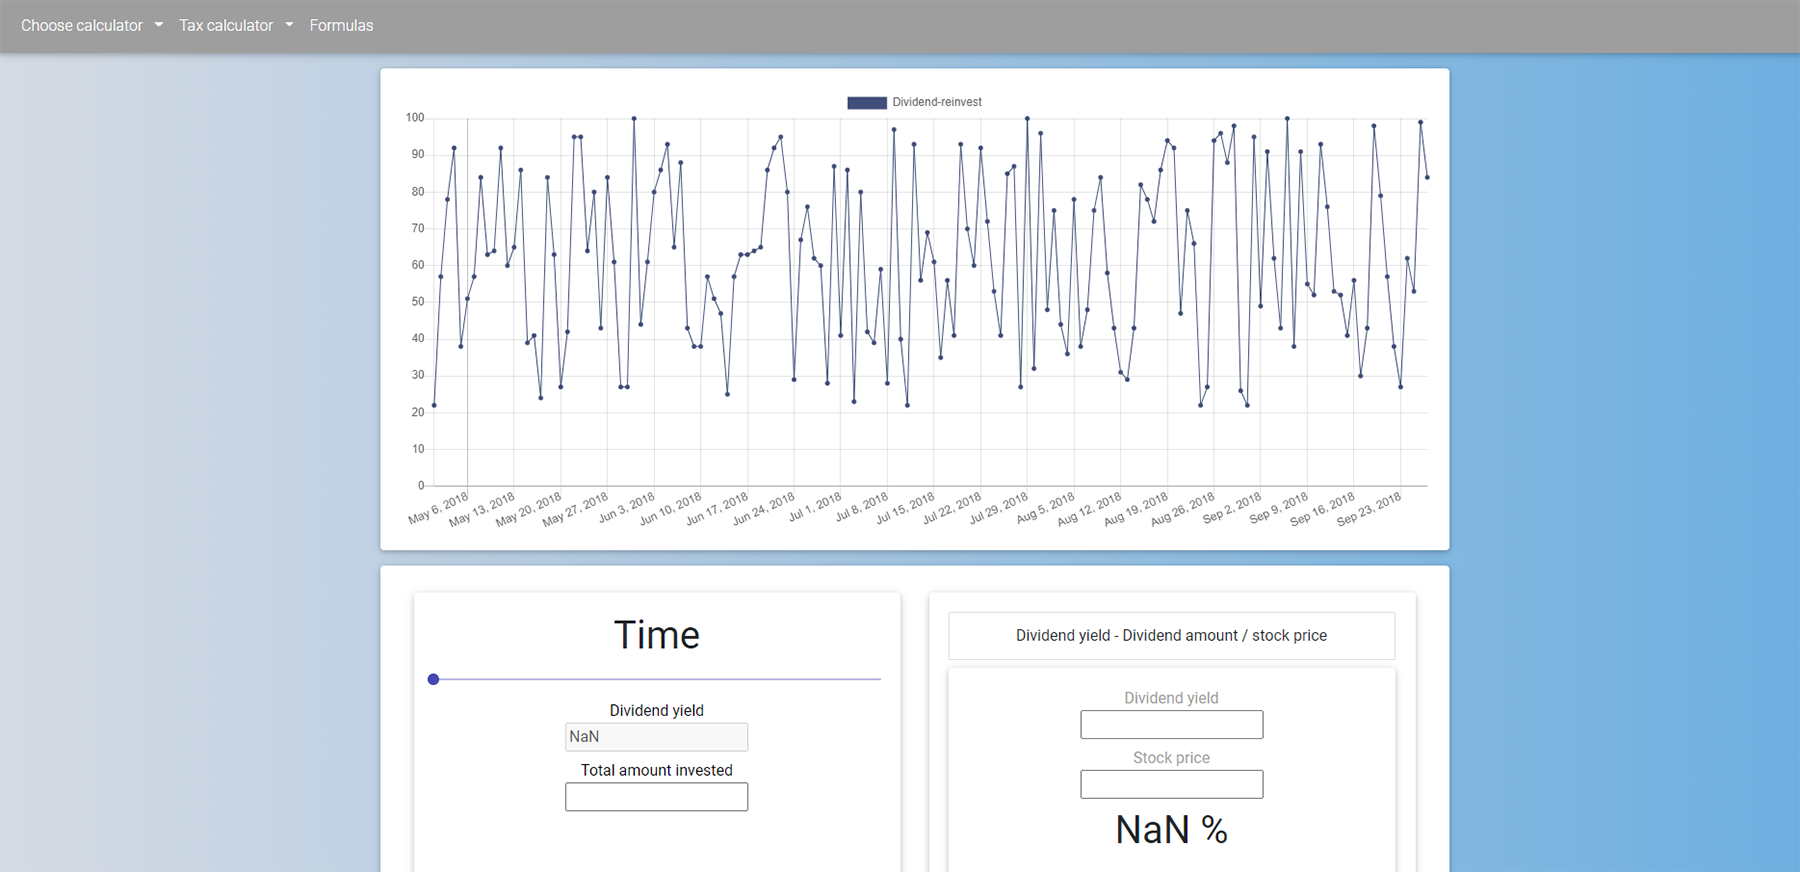 Choose calculator Tax calculator Formulas
Dividend-reinvest
100
90
80
70
60
50
40
30
20
10
0
May 6, 2018 May 13, 2018 May 20, 2018 May 27, 2018 Jun 3, 2018 Jun 10, 2018 Jun 17, 2018 Jun 24, 2018 Jul 1, 2018 Jul 8, 2018 Jul 15, 2018 Jul 22, 2018 Jul 29, 2018 Aug 5, 2018 Aug 12, 2018 Aug 19, 2018 Aug 26, 2018 Sep 2, 2018 Sep 9, 2018 Sep 16, 2018 Sep 23, 2018
Time
Dividend yield
NaN
Total amount invested
Dividend yield - Dividend amount / stock price
Dividend yield
Stock price
NaN %